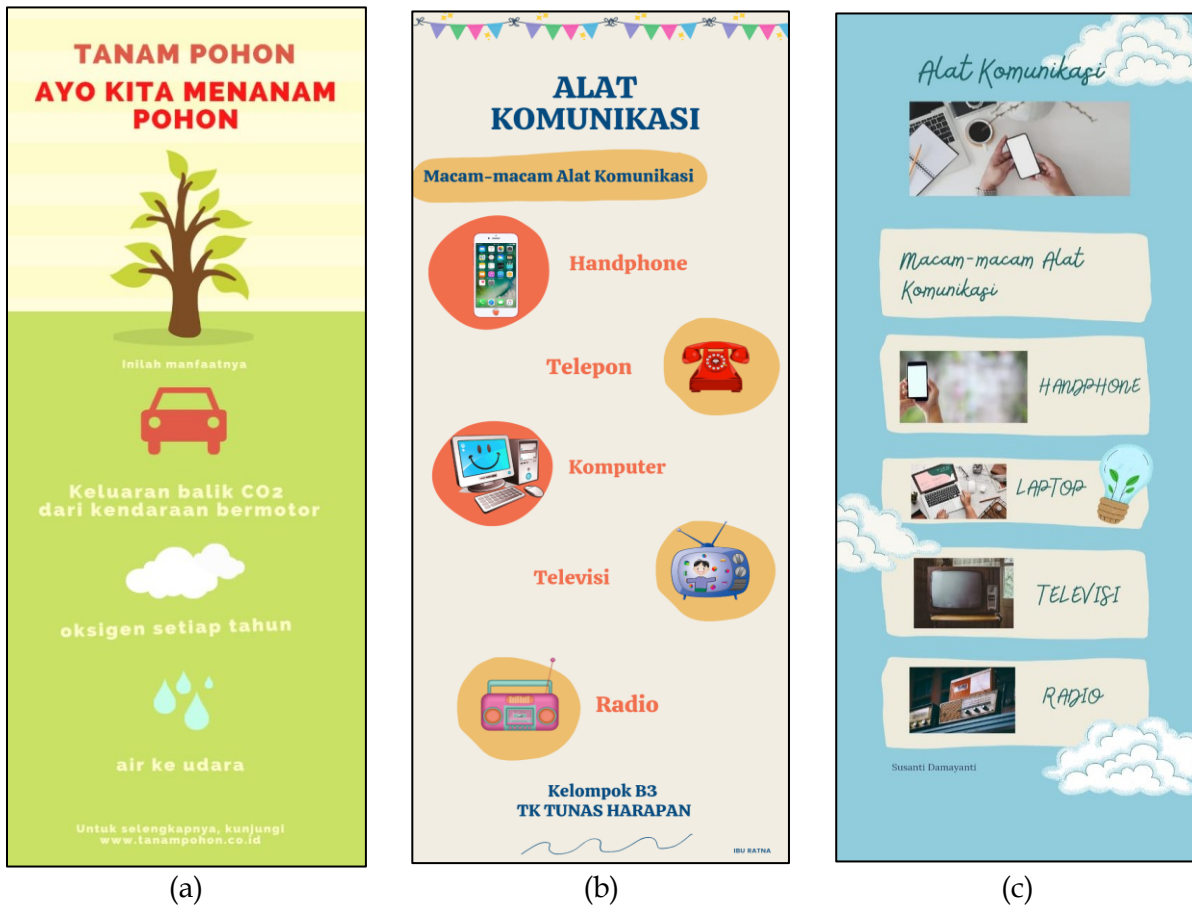 TANAM POHON
AYO KITA MENANAM
POHON
Inilah manfaatnya
Keluaran balik CO2
dari kendaraan bermotor
oksigen setiap tahun
air ke udara
Untuk selengkapnya, kunjungi
www.tanampohon.co.id
(a)
ALAT
KOMUNIKASI
Macam-macam Alat Komunikasi
Handphone
Telepon
Komputer
Televisi
Radio
Kelompok B3
TK TUNAS HARAPAN
IBU RATNA
(b)
Alat Komunikasi
Macam-macam Alat
Komunikasi
HANDPHONE
LAPTOP
TELEVISI
RADIO
Susanti Damayanti
(c)